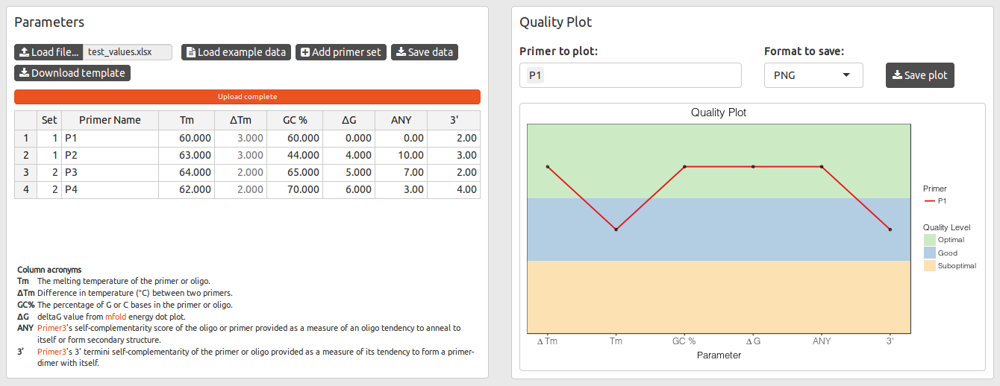 Parameters
Load file... test_values.xlsx Load example data Add primer set Save data
Download template
Upload complete
Set Primer Name Tm ΔTm GC % ΔG ANY 3'
1 1 P1 60.000 3.000 60.000 0.000 0.00 2.00
2 1 P2 63.000 3.000 44.000 4.000 10.00 3.00
3 2 P3 64.000 2.000 65.000 5.000 7.00 2.00
4 2 P4 62.000 2.000 70.000 6.000 3.00 4.00
Column acronyms
Tm The melting temperature of the primer or oligo.
ΔTm Difference in temperature (°C) between two primers.
GC% The percentage of G or C bases in the primer or oligo.
ΔG deltaG value from mfold energy dot plot.
ANY Primer3's self-complementarity score of the oligo or primer provided as a measure of an oligo tendency to anneal to
itself or form secondary structure.
3' Primer3's 3' termini self-complementarity of the primer or oligo provided as a measure of its tendency to form a primer-
dimer with itself.
Quality Plot
Primer to plot: Format to save:
P1 PNG Save plot
Quality Plot
Primer
P1
Quality Level
Optimal
Good
Suboptimal
Δ Tm Tm GC % Δ G ANY 3'
Parameter